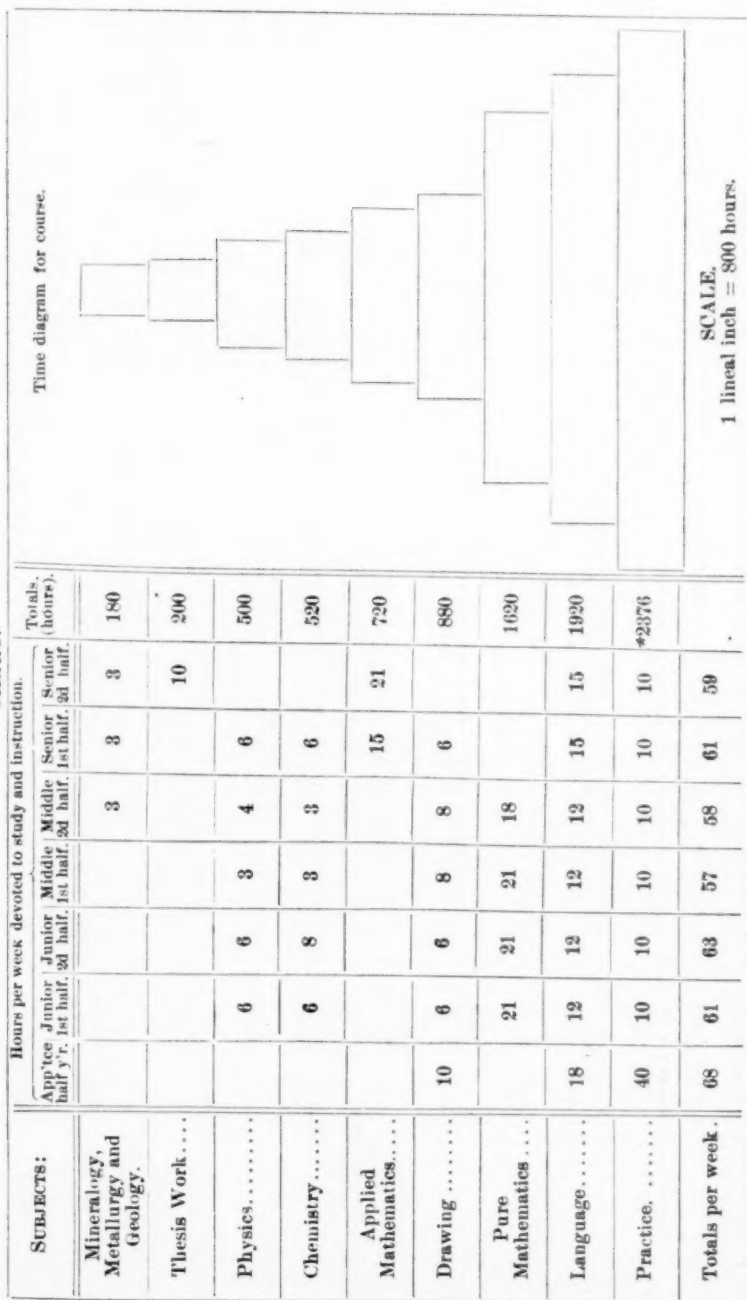 Hours per week devoted to study and instruction.
SUBJECTS: App'tce half y'r. Junior 1st half. Junior 2d half. Middle 1st half. Middle 2d half. Senior 1st half. Senior 2d half. Totals. (hours). Time diagram for course.
Mineralogy, Metallurgy and Geology. 3 3 3 180
Thesis Work.... 10 200
Physics......... 6 6 3 4 6 500
Chemistry....... 6 8 3 3 6 520
Applied Mathematics..... 15 21 720
Drawing ........ 10 6 6 8 8 6 880
Pure Mathematics .... 21 21 21 18 1620
Language........ 18 12 12 12 12 15 15 1920
Practice. ....... 40 10 10 10 10 10 10 *2376
Totals per week. 68 61 63 57 58 61 59
SCALE.
1 lineal inch = 800 hours.